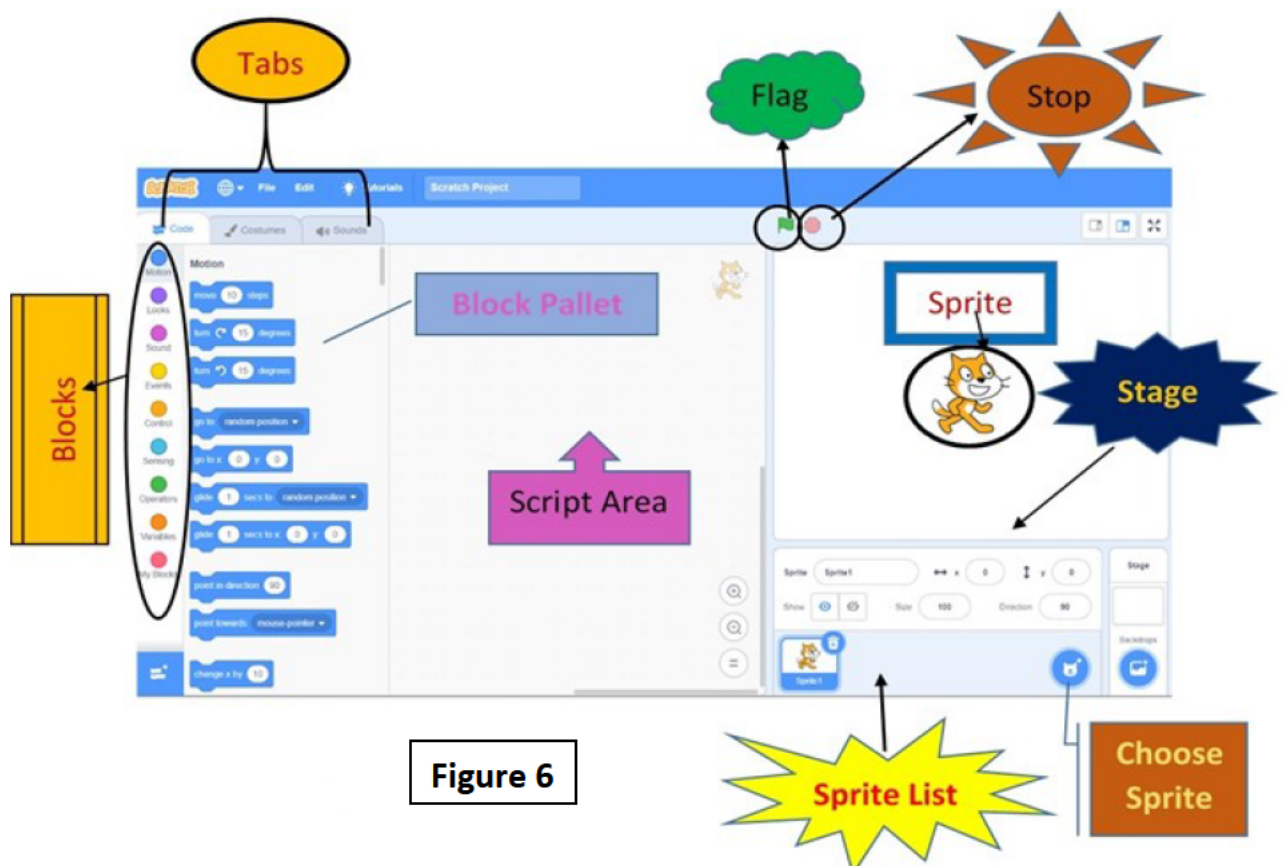 Tabs
Flag
Stop
SCRATCH
File Edit Tutorials Scratch Project
Code Costumes Sounds
Motion
Looks
Sound
Events
Control
Sensing
Operators
Variables
My Blocks
Blocks
Motion
move 10 steps
turn 15 degrees
turn 15 degrees
go to random position
go to x 0 y 0
glide 1 secs to random position
glide 1 secs to x 0 y 0
point in direction 90
point towards mouse-pointer
change x by 10
Block Pallet
Script Area
Sprite
Stage
Sprite Sprite1 x 0 y 0
Show Size 100 Direction 90
Sprite1
Stage
Backdrops
Figure 6
Sprite List
Choose
Sprite